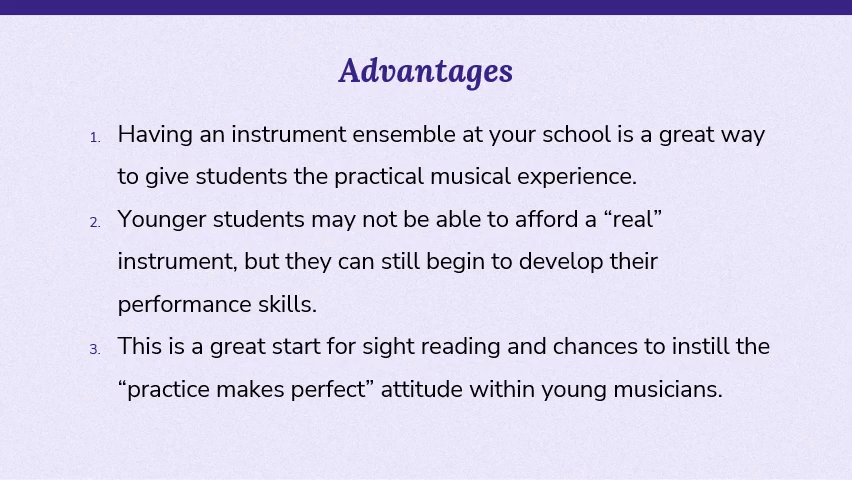 Advantages
1. Having an instrument ensemble at your school is a great way
to give students the practical musical experience.
2. Younger students may not be able to afford a “real”
instrument, but they can still begin to develop their
performance skills.
3. This is a great start for sight reading and chances to instill the
“practice makes perfect” attitude within young musicians.